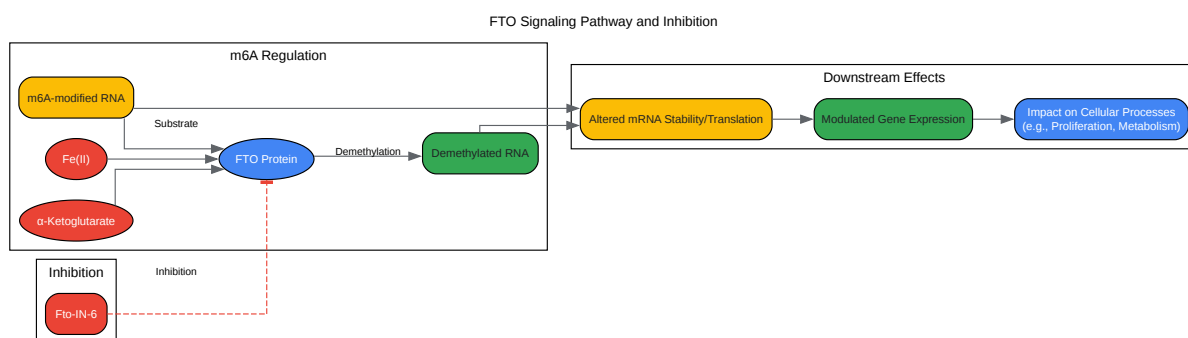 FTO Signaling Pathway and Inhibition
m6A Regulation
m6A-modified RNA
Substrate
Fe(II)
FTO Protein
Demethylation
Demethylated RNA
α-Ketoglutarate
Inhibition
Inhibition
Fto-IN-6
Downstream Effects
Altered mRNA Stability/Translation
Modulated Gene Expression
Impact on Cellular Processes
(e.g., Proliferation, Metabolism)